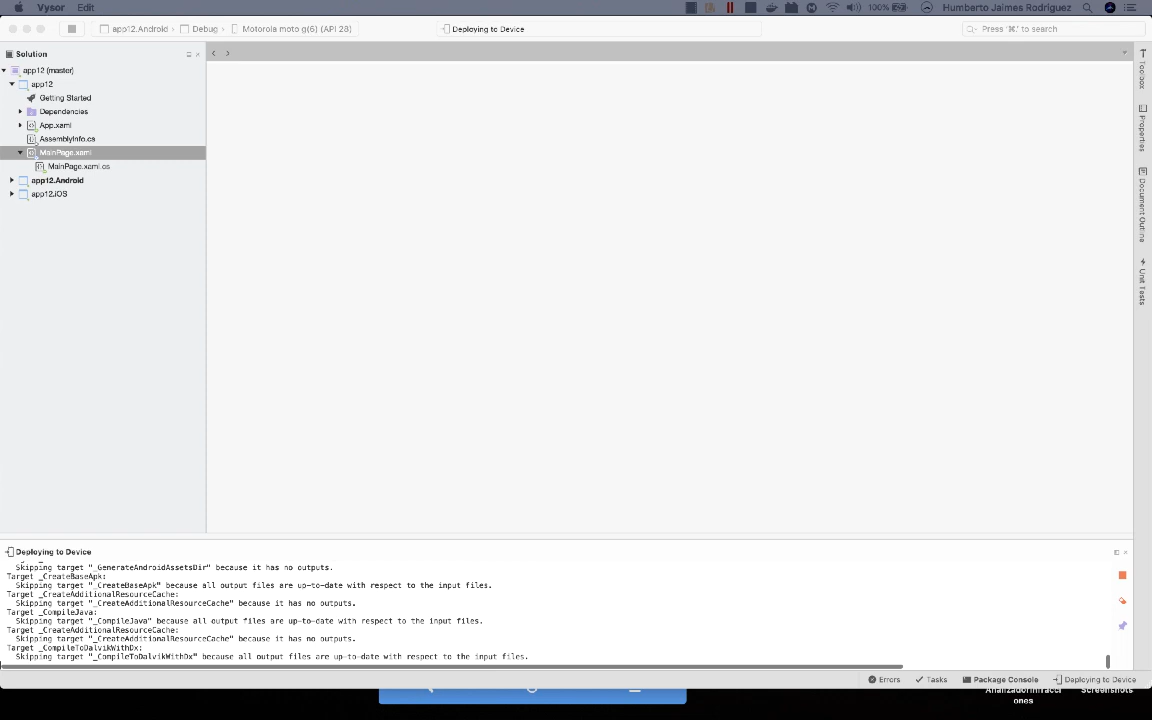 Vysor Edit
100% Humberto Jaimes Rodriguez
app12.Android › Debug › Motorola moto g(6) (API 28)
Deploying to Device
Press '⌘.' to search
Solution
app12 (master)
app12
Getting Started
Dependencies
App.xaml
AssemblyInfo.cs
MainPage.xaml
MainPage.xaml.cs
app12.Android
app12.iOS
Toolbox
Properties
Document Outline
Unit Tests
Deploying to Device
Skipping target "_GenerateAndroidAssetsDir" because it has no outputs.
Target _CreateBaseApk:
Skipping target "_CreateBaseApk" because all output files are up-to-date with respect to the input files.
Target _CreateAdditionalResourceCache:
Skipping target "_CreateAdditionalResourceCache" because it has no outputs.
Target _CompileJava:
Skipping target "_CompileJava" because all output files are up-to-date with respect to the input files.
Target _CreateAdditionalResourceCache:
Skipping target "_CreateAdditionalResourceCache" because it has no outputs.
Target _CompileToDalvikWithDx:
Skipping target "_CompileToDalvikWithDx" because all output files are up-to-date with respect to the input files.
Errors Tasks Package Console Deploying to Device
AnalizadorInfracci
ones
Screenshots